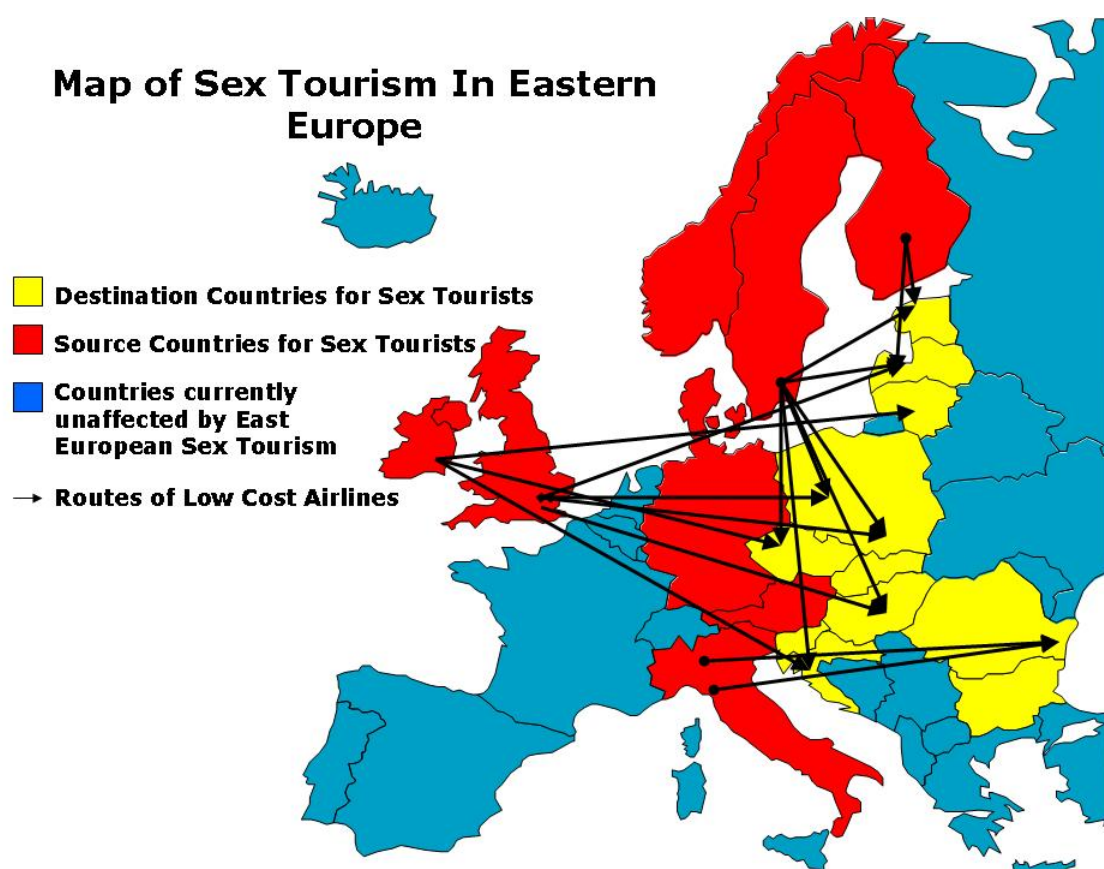 Map of Sex Tourism In Eastern
Europe
Destination Countries for Sex Tourists
Source Countries for Sex Tourists
Countries currently
unaffected by East
European Sex Tourism
Routes of Low Cost Airlines